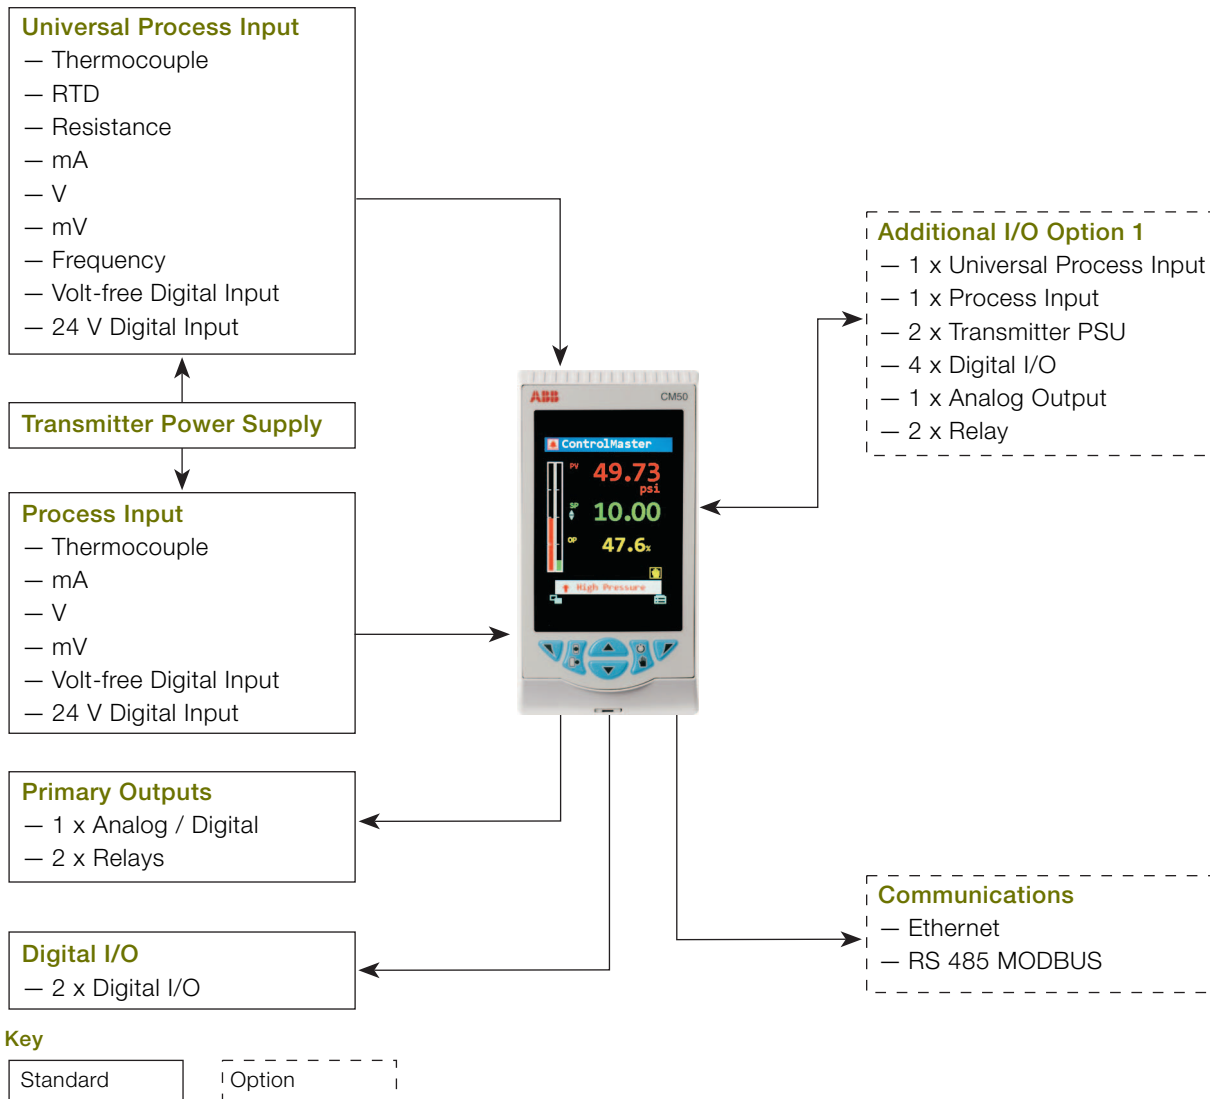 Universal Process Input
— Thermocouple
— RTD
— Resistance
— mA
— V
— mV
— Frequency
— Volt-free Digital Input
— 24 V Digital Input
Transmitter Power Supply
Process Input
— Thermocouple
— mA
— V
— mV
— Volt-free Digital Input
— 24 V Digital Input
Primary Outputs
— 1 x Analog / Digital
— 2 x Relays
Digital I/O
— 2 x Digital I/O
ABB
CM50
ControlMaster
PV 49.73
psi
SP 10.00
OP 47.6%
High Pressure
Additional I/O Option 1
— 1 x Universal Process Input
— 1 x Process Input
— 2 x Transmitter PSU
— 4 x Digital I/O
— 1 x Analog Output
— 2 x Relay
Communications
— Ethernet
— RS 485 MODBUS
Key
Standard
Option